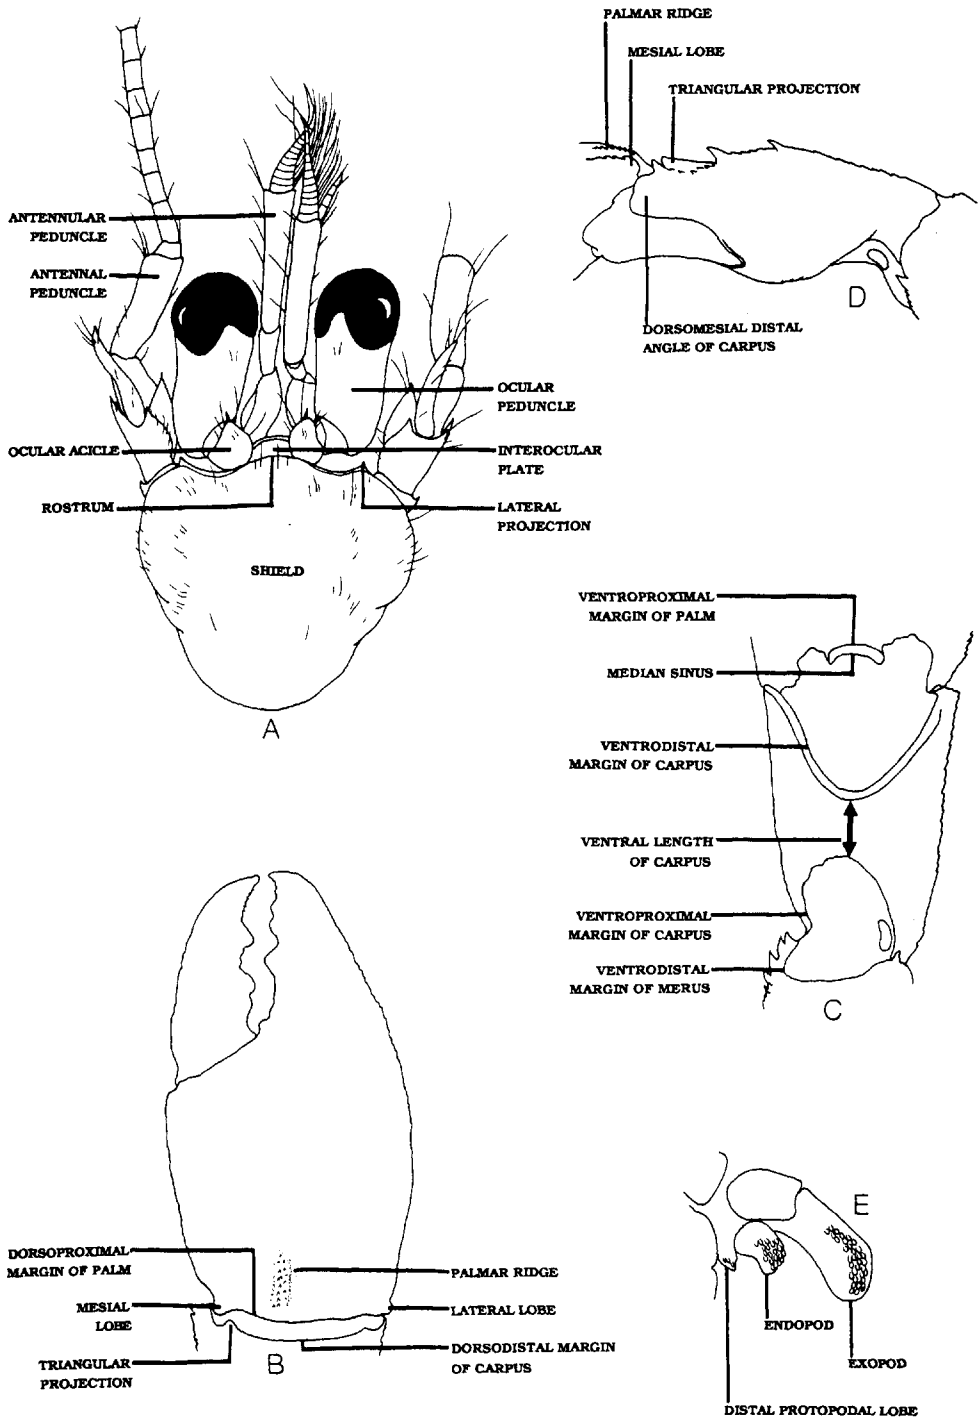 PALMAR RIDGE
MESIAL LOBE
TRIANGULAR PROJECTION
DORSOMESIAL DISTAL
ANGLE OF CARPUS
D
ANTENNULAR
PEDUNCLE
ANTENNAL
PEDUNCLE
OCULAR ACICLE
ROSTRUM
OCULAR
PEDUNCLE
INTEROCULAR
PLATE
LATERAL
PROJECTION
SHIELD
A
VENTROPROXIMAL
MARGIN OF PALM
MEDIAN SINUS
VENTRODISTAL
MARGIN OF CARPUS
VENTRAL LENGTH
OF CARPUS
VENTROPROXIMAL
MARGIN OF CARPUS
VENTRODISTAL
MARGIN OF MERUS
C
DORSOPROXIMAL
MARGIN OF PALM
MESIAL
LOBE
TRIANGULAR
PROJECTION
PALMAR RIDGE
LATERAL LOBE
DORSODISTAL MARGIN
OF CARPUS
B
E
ENDOPOD
EXOPOD
DISTAL PROTOPODAL LOBE